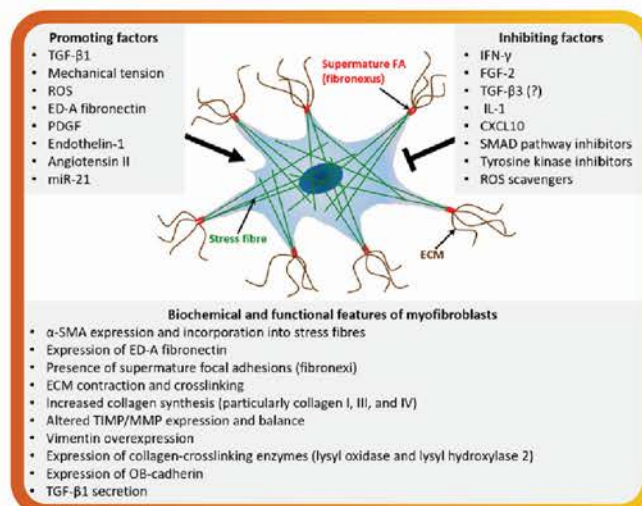 Promoting factors
• TGF-β1
• Mechanical tension
• ROS
• ED-A fibronectin
• PDGF
• Endothelin-1
• Angiotensin II
• miR-21
Supermature FA
(fibronexus)
Inhibiting factors
• IFN-γ
• FGF-2
• TGF-β3 (?)
• IL-1
• CXCL10
• SMAD pathway inhibitors
• Tyrosine kinase inhibitors
• ROS scavengers
Stress fibre
ECM
Biochemical and functional features of myofibroblasts
• α-SMA expression and incorporation into stress fibres
• Expression of ED-A fibronectin
• Presence of supermature focal adhesions (fibronexi)
• ECM contraction and crosslinking
• Increased collagen synthesis (particularly collagen I, III, and IV)
• Altered TIMP/MMP expression and balance
• Vimentin overexpression
• Expression of collagen-crosslinking enzymes (lysyl oxidase and lysyl hydroxylase 2)
• Expression of OB-cadherin
• TGF-β1 secretion